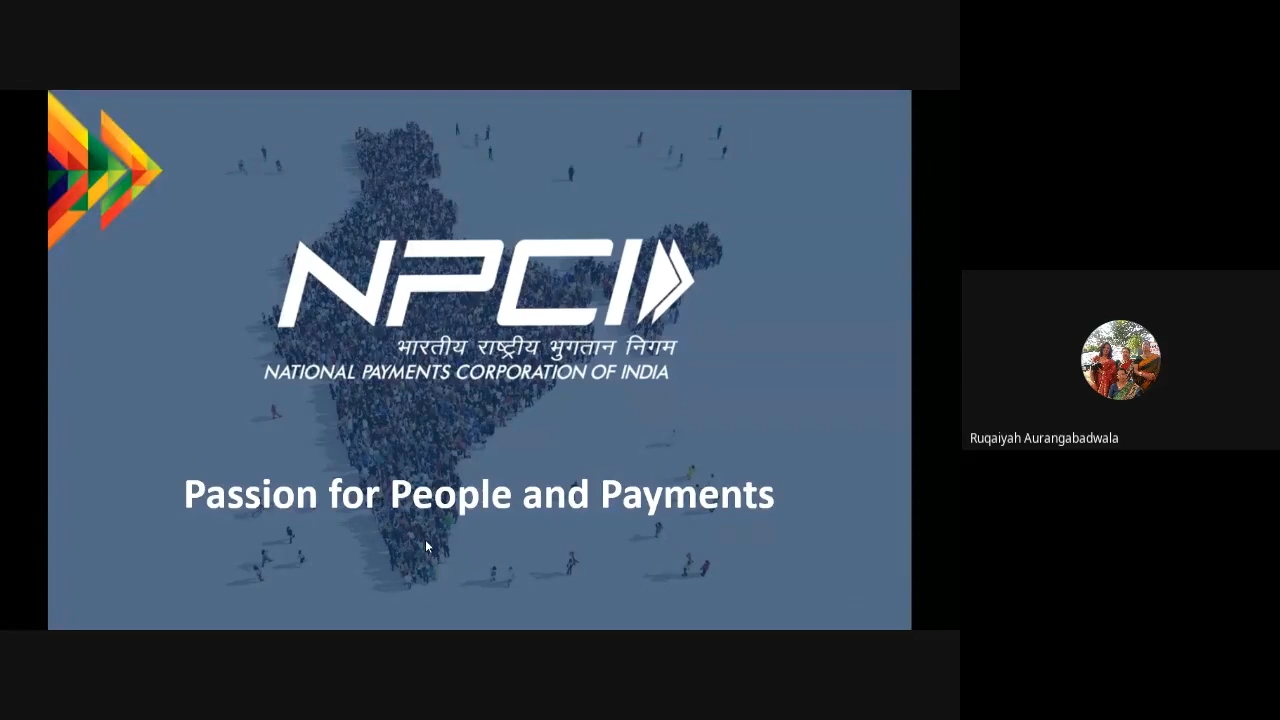 NPCI
भारतीय राष्ट्रीय भुगतान निगम
NATIONAL PAYMENTS CORPORATION OF INDIA
Passion for People and Payments
Ruqaiyah Aurangabadwala